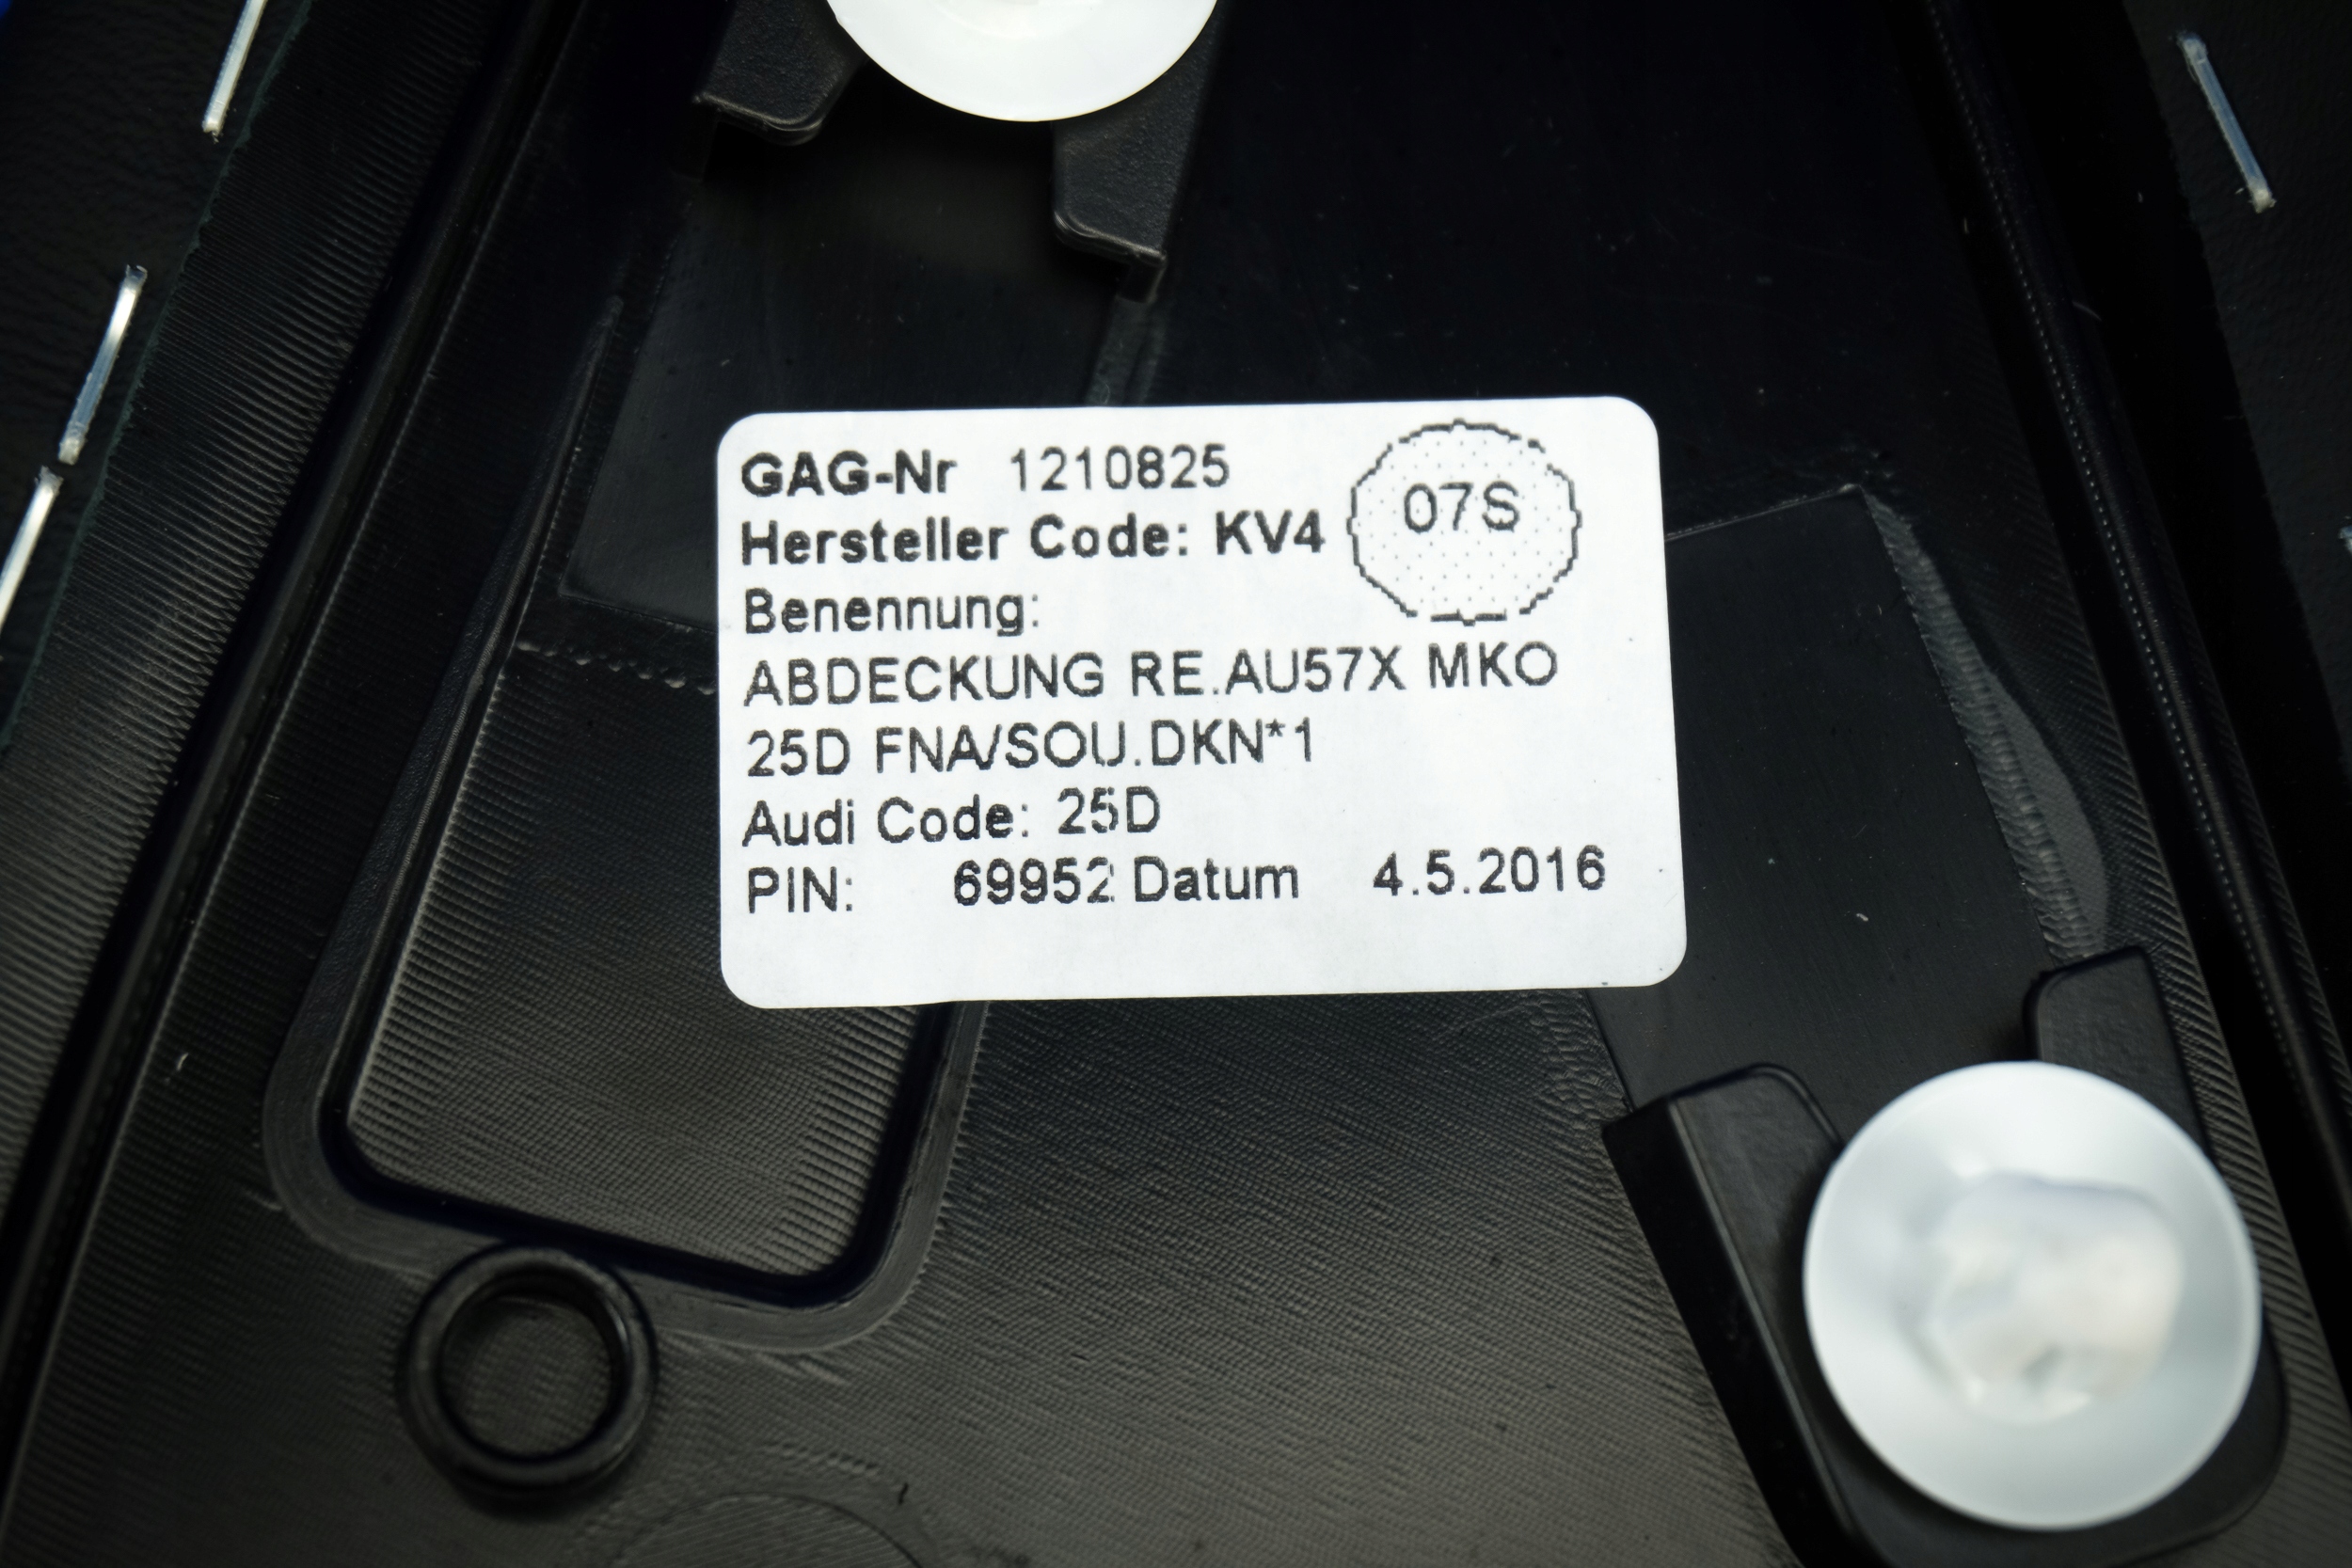 GAG-Nr 1210825
07S
Hersteller Code: KV4
Benennung:
ABDECKUNG RE.AU57X MKO
25D FNA/SOU.DKN*1
Audi Code: 25D
PIN: 69952 Datum 4.5.2016